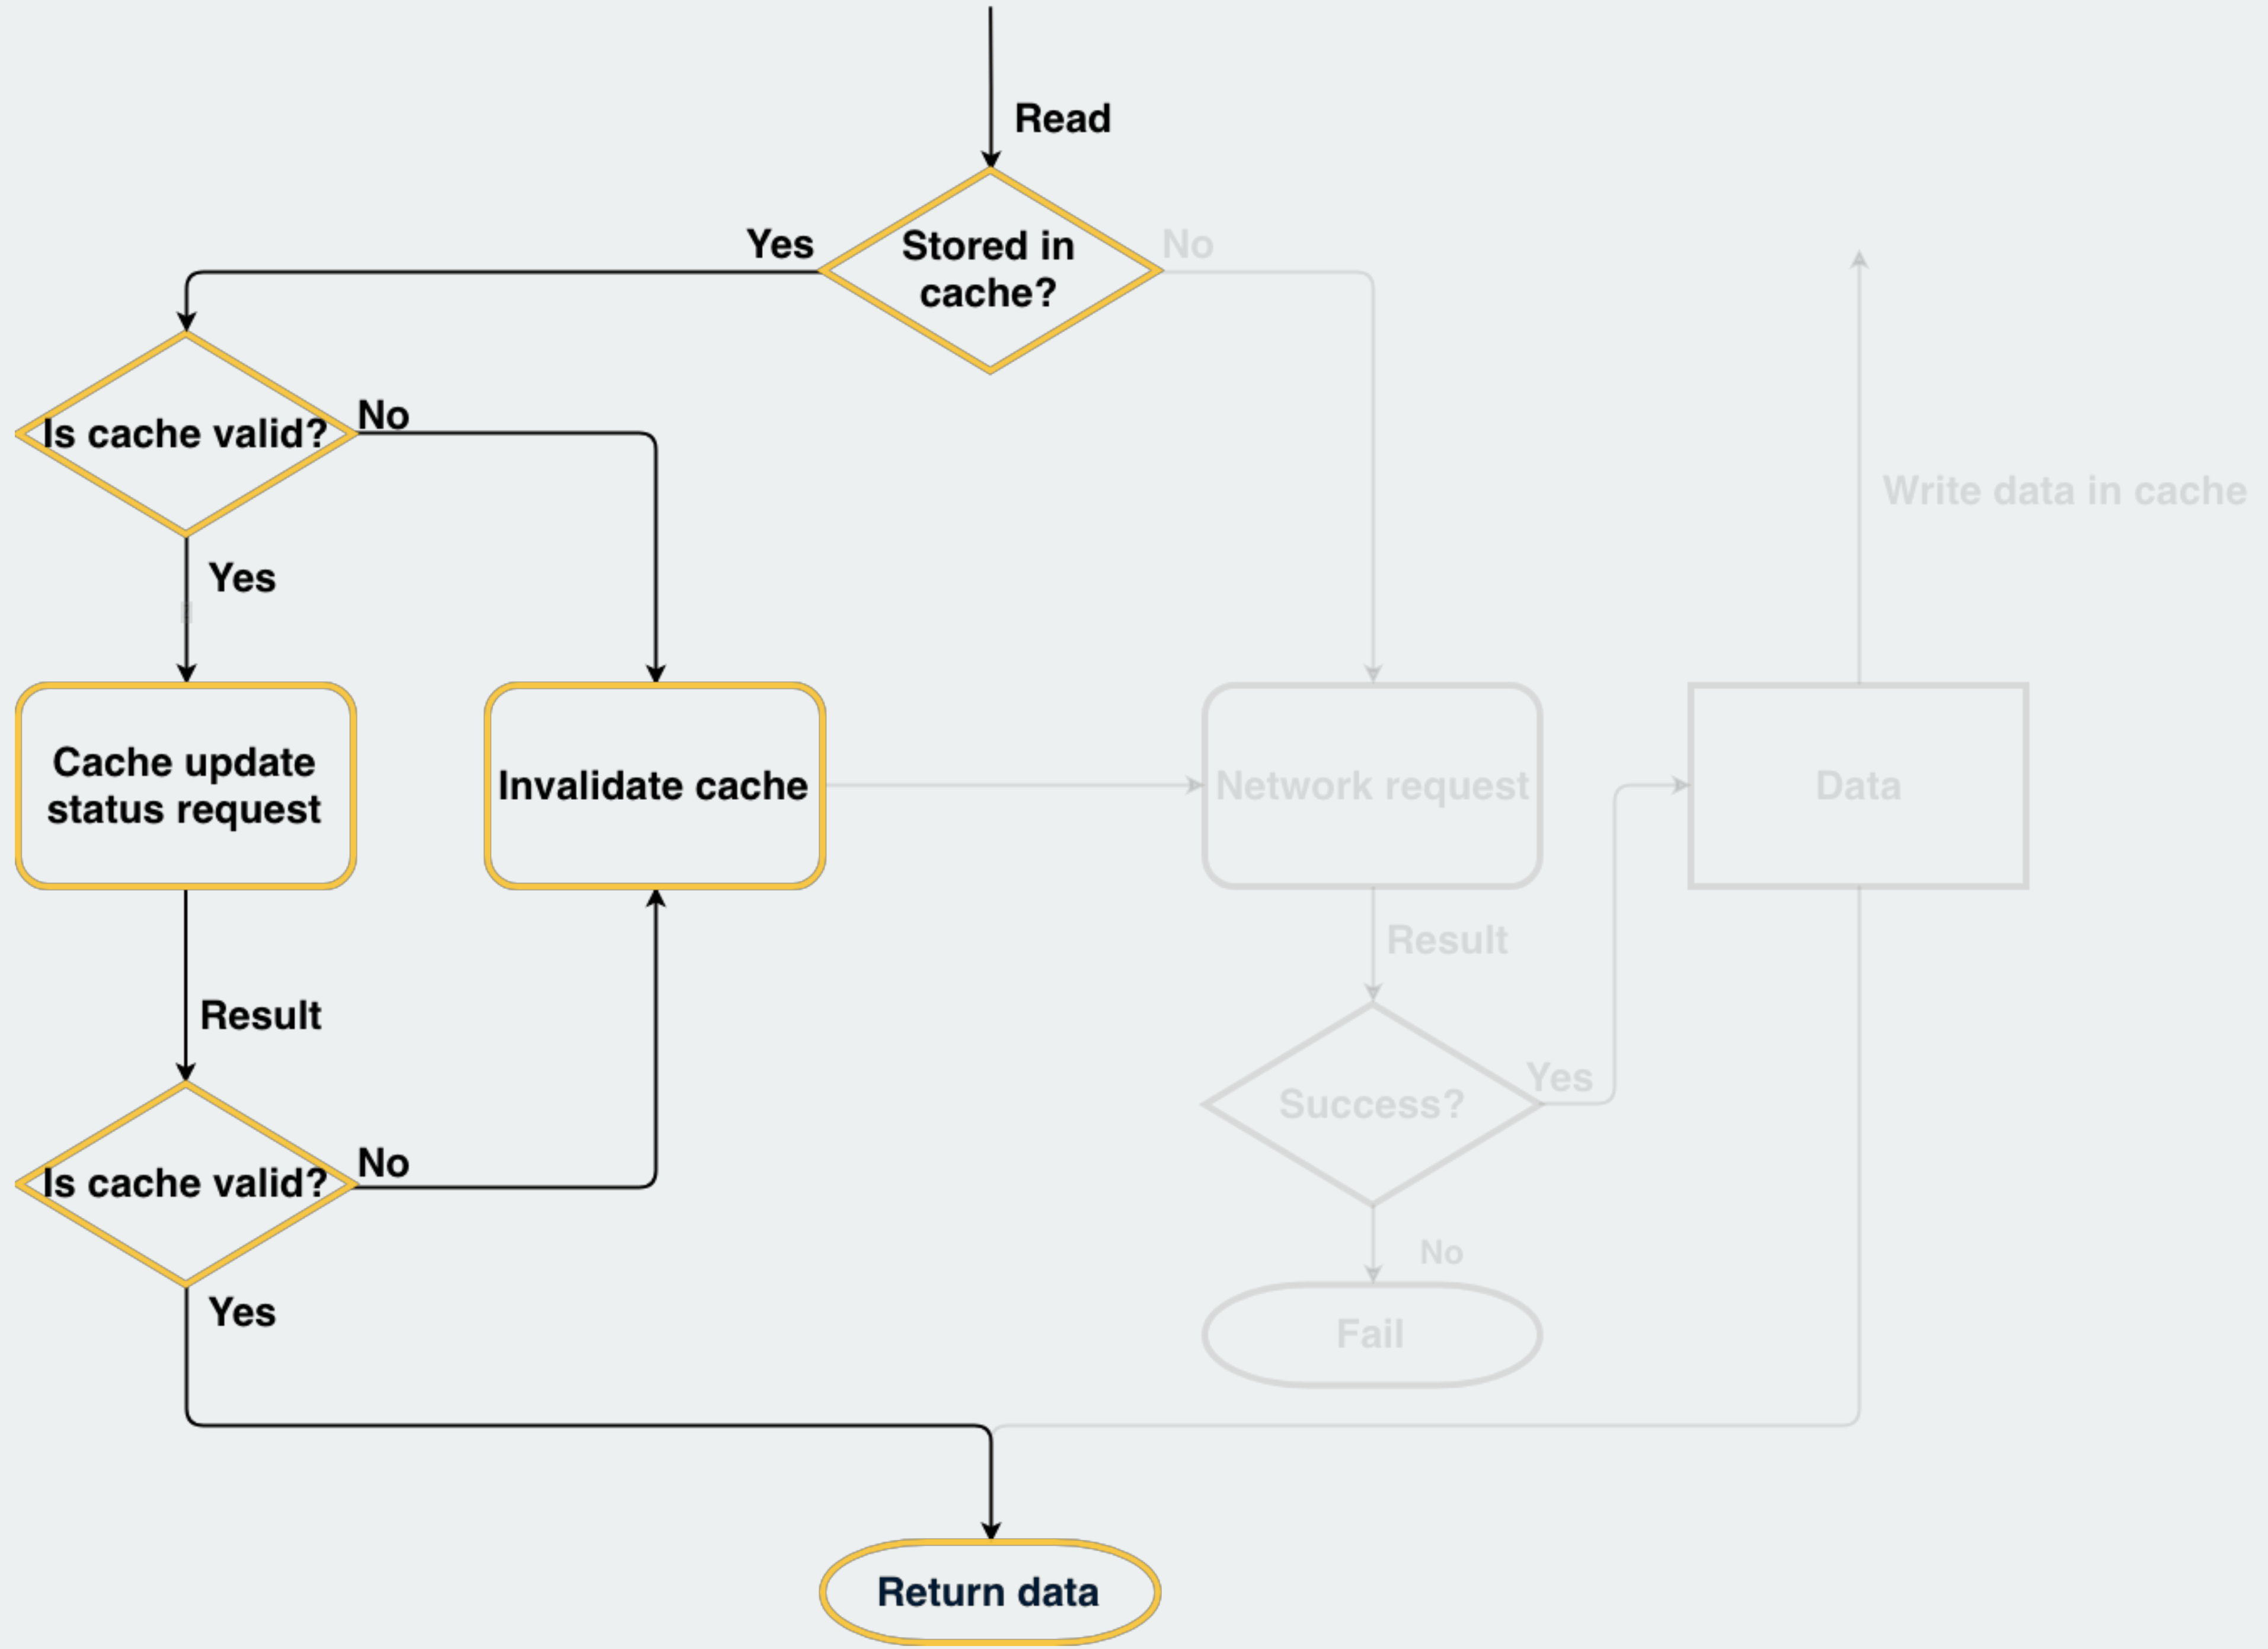 Read
Yes
Stored in
cache?
No
Is cache valid?
No
Write data in cache
Yes
Cache update
status request
Invalidate cache
Network request
Data
Result
Result
Yes
Success?
Is cache valid?
No
No
Yes
Fail
Return data